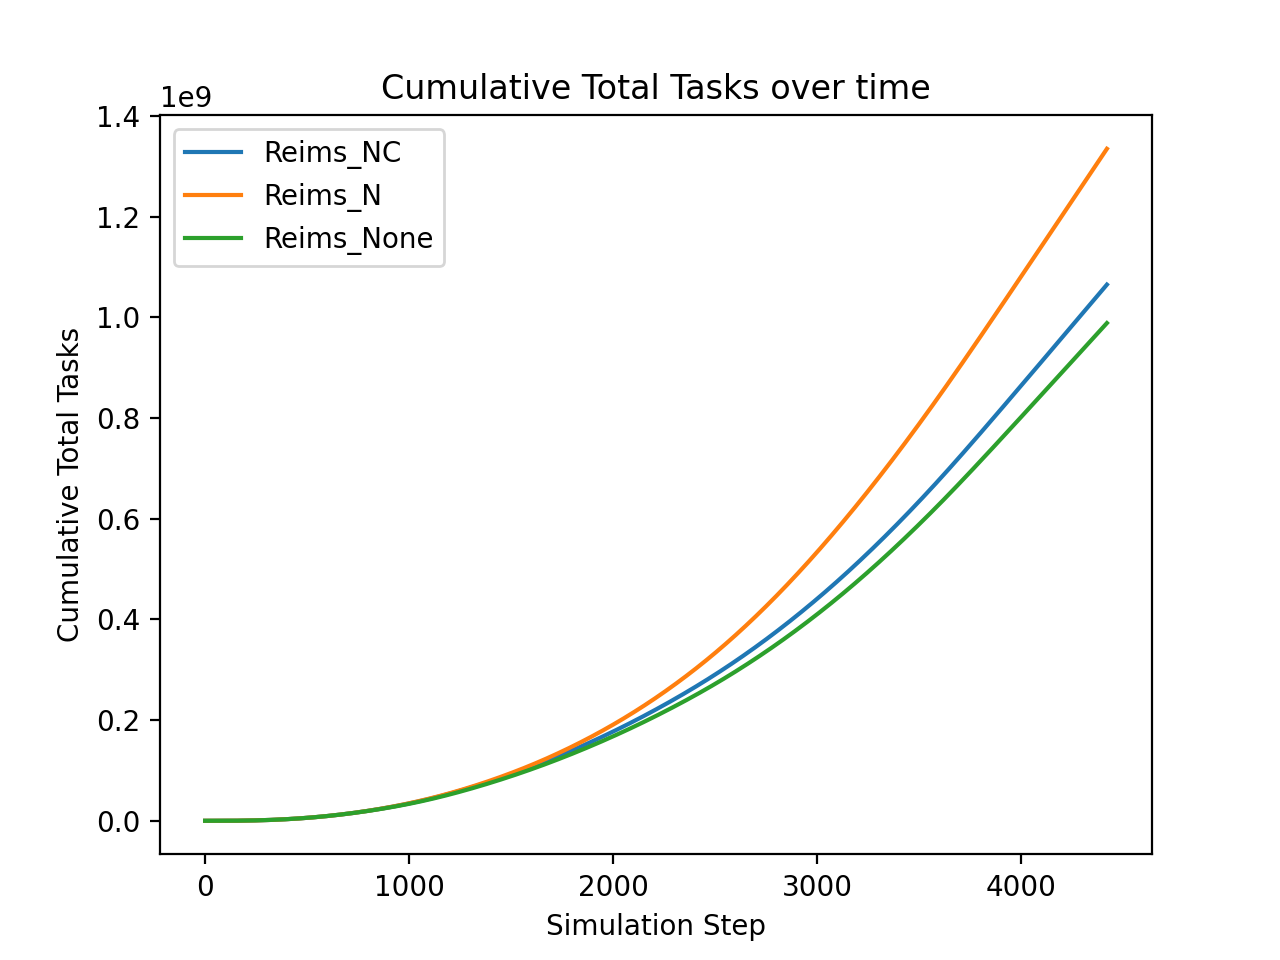 Cumulative Total Tasks over time
1e9
1.4
1.2
1.0
0.8
0.6
0.4
0.2
0.0
Cumulative Total Tasks
Reims_NC
Reims_N
Reims_None
0 1000 2000 3000 4000
Simulation Step